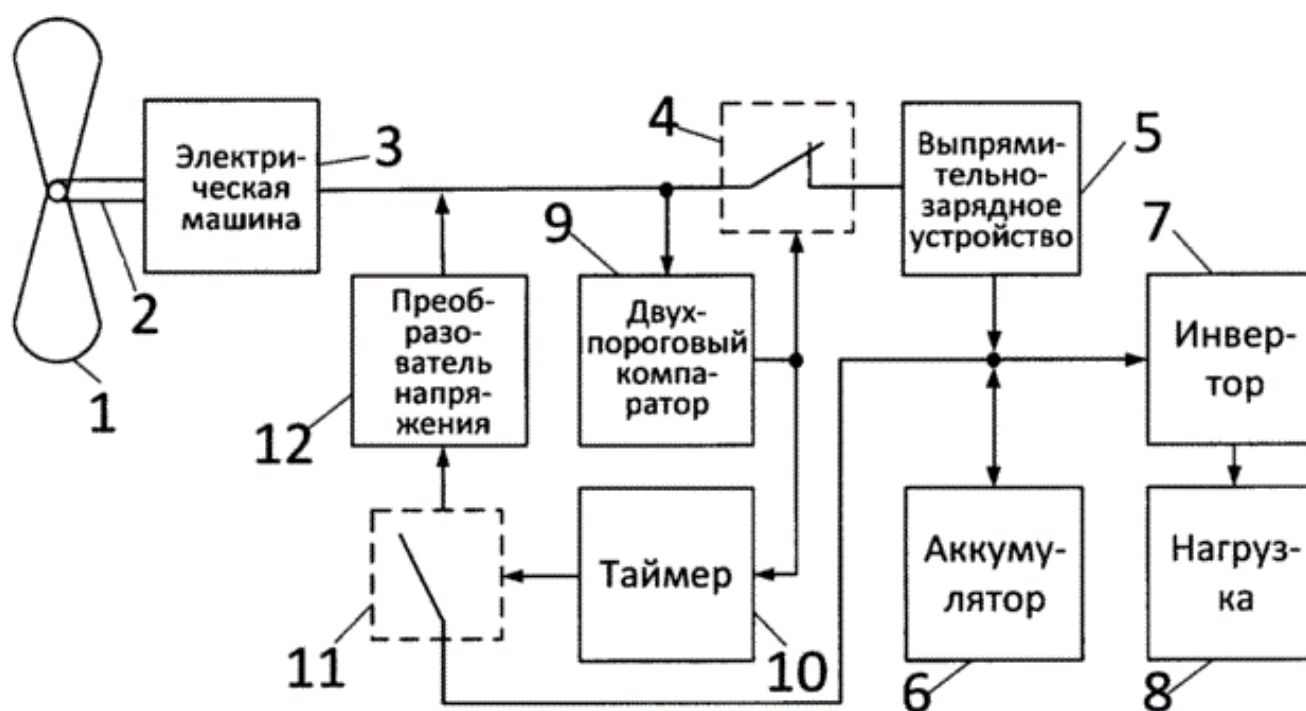 Электри-
ческая
машина
3
4
Выпрями-
тельно-
зарядное
устройство
5
2
1
9
7
Преоб-
разо-
ватель
напря-
жения
12
Двух-
пороговый
компа-
ратор
Инвер-
тор
11
Таймер
10
Аккуму-
лятор
6
Нагруз-
ка
8